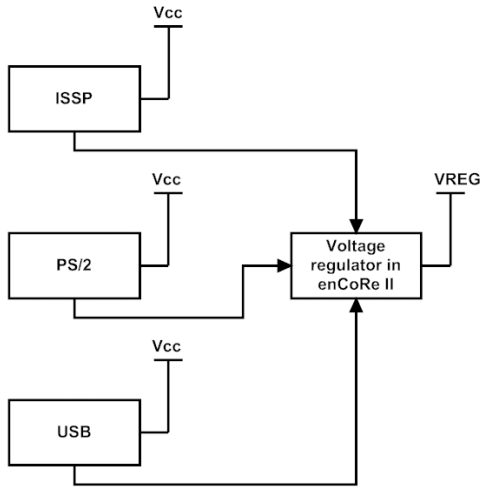 Vcc
ISSP
Vcc
VREG
PS/2
Voltage
regulator in
enCoRe II
Vcc
USB